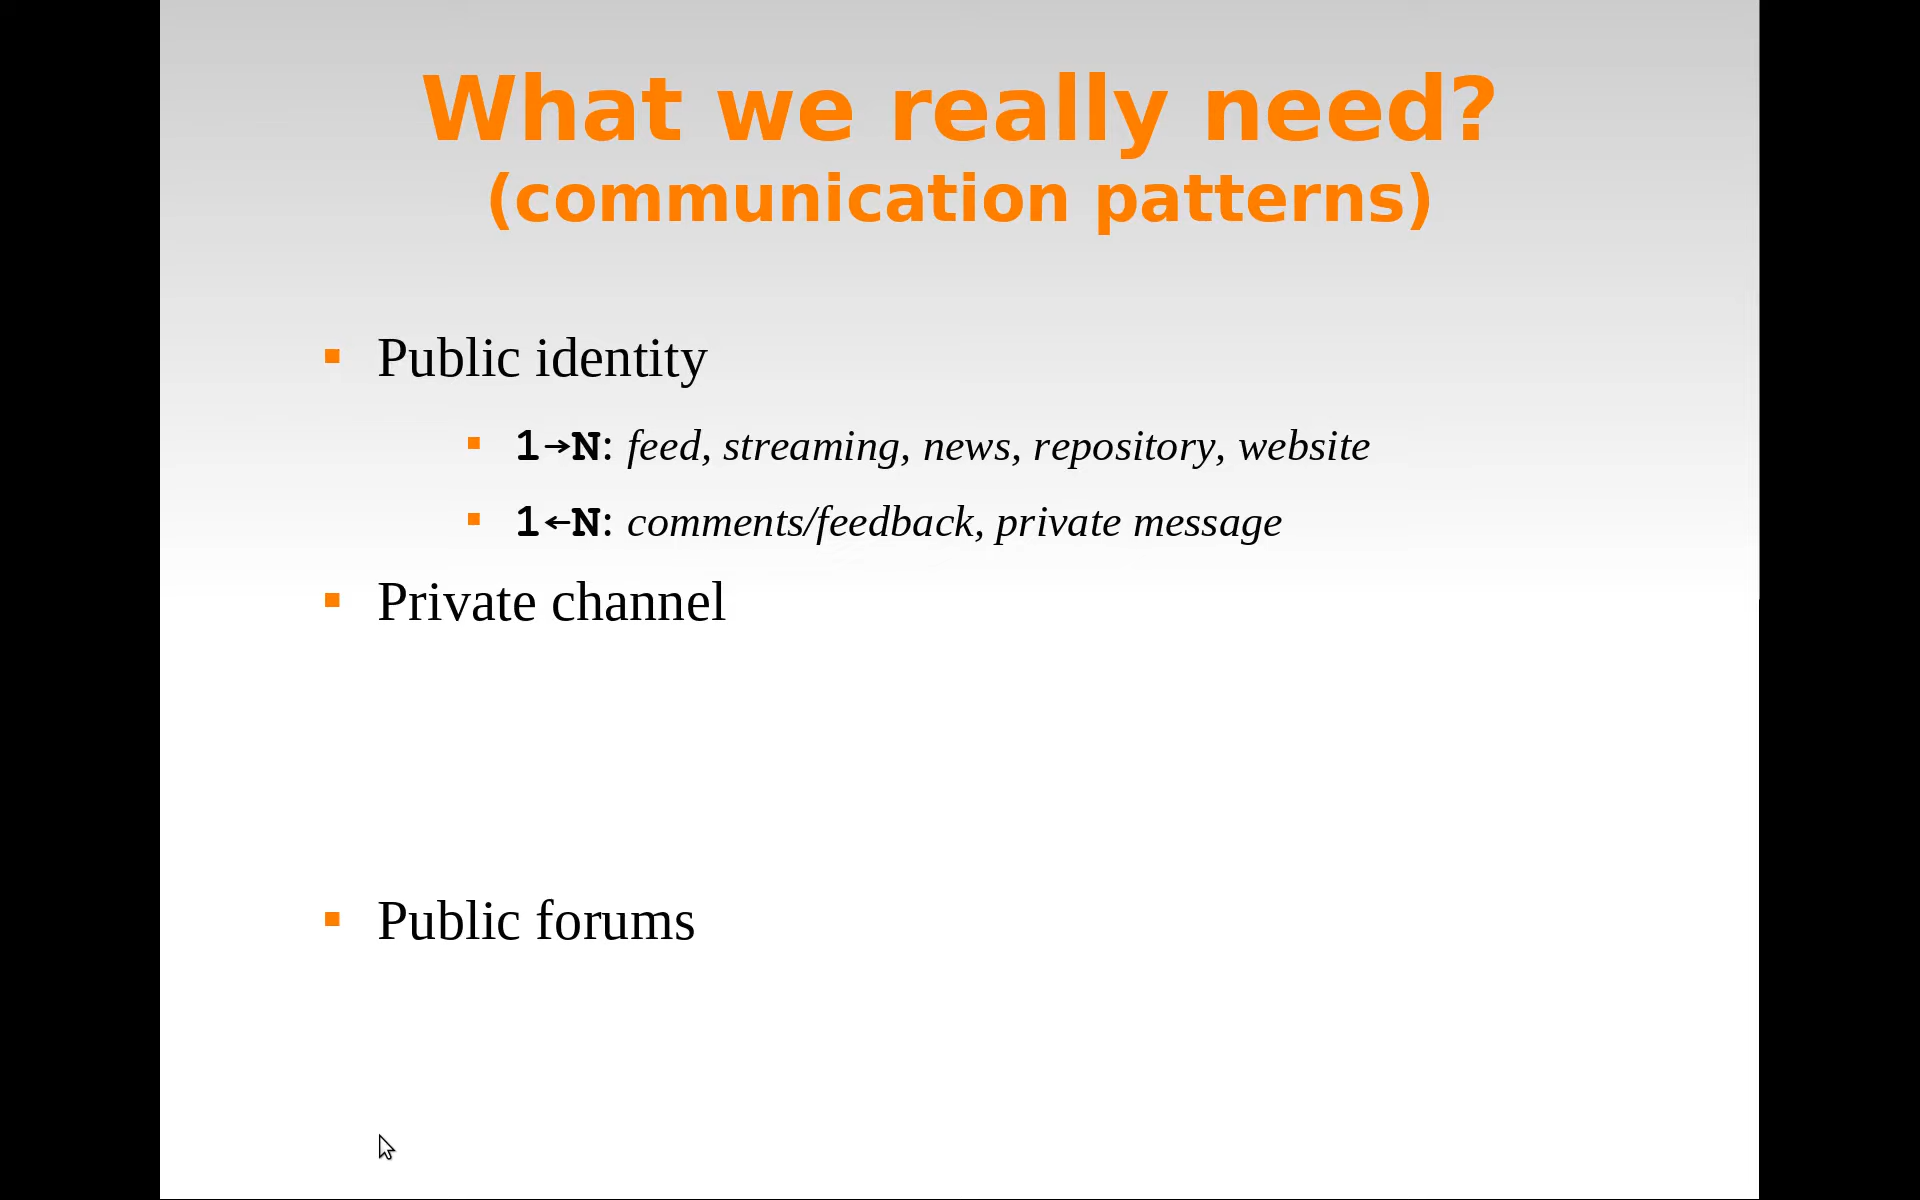 What we really need?
(communication patterns)
Public identity
1→N: feed, streaming, news, repository, website
1←N: comments/feedback, private message
Private channel
Public forums